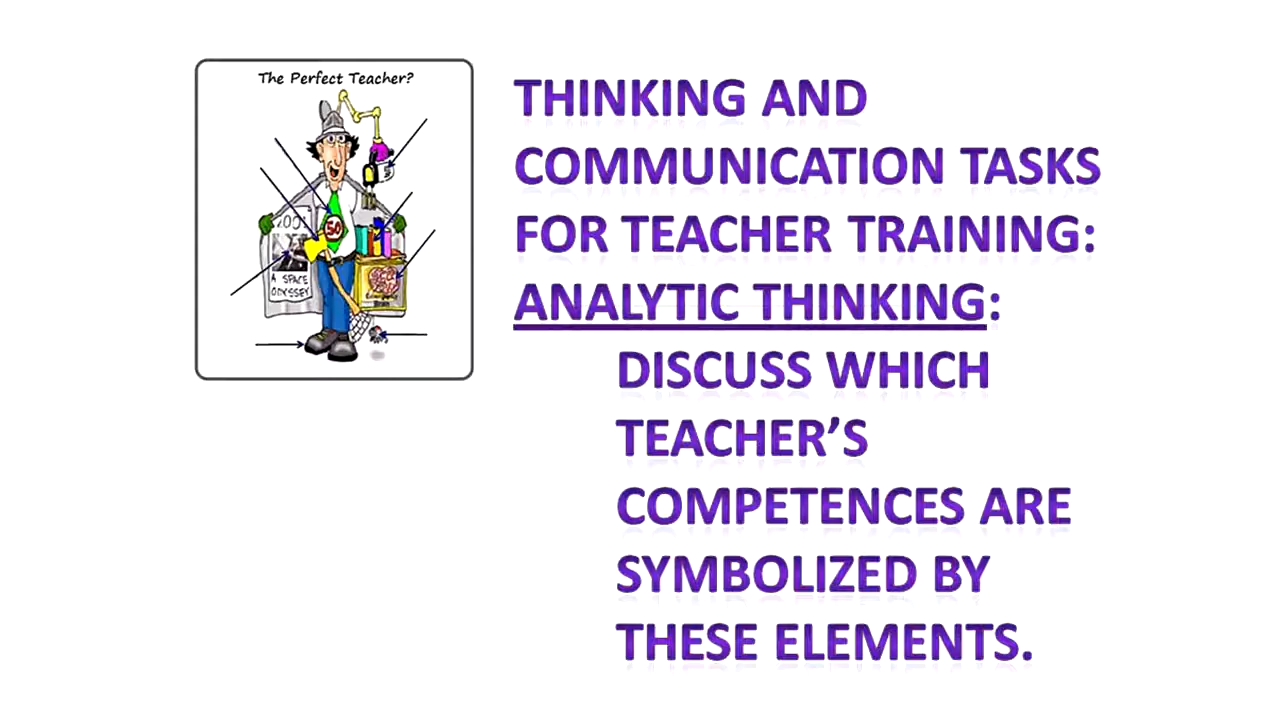 The Perfect Teacher?
THINKING AND
COMMUNICATION TASKS
FOR TEACHER TRAINING:
ANALYTIC THINKING:
DISCUSS WHICH
TEACHER’S
COMPETENCES ARE
SYMBOLIZED BY
THESE ELEMENTS.
50
A SPACE
ODYSSEY